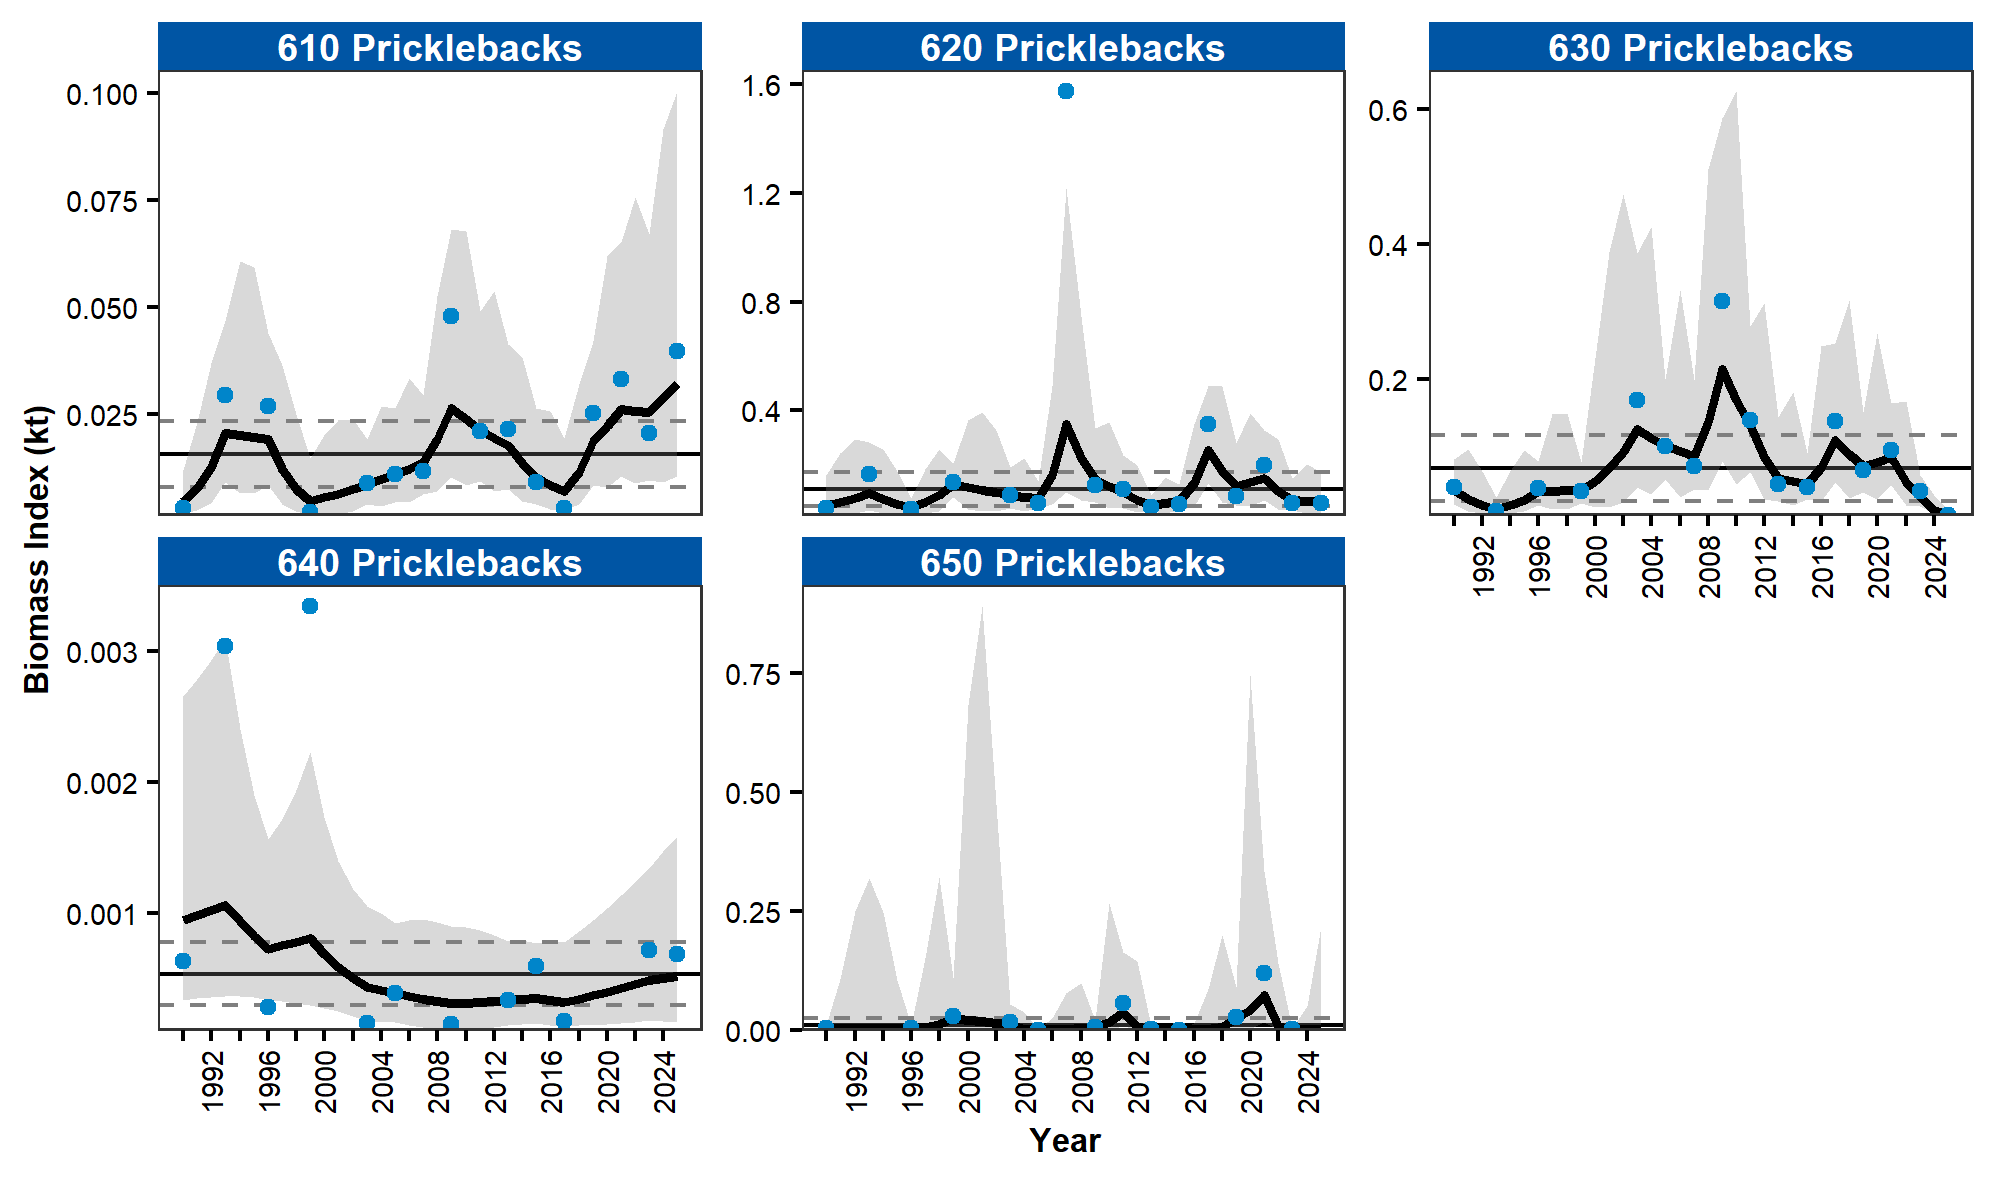 610 Pricklebacks
620 Pricklebacks
630 Pricklebacks
0.100
0.075
0.050
0.025
1.6
1.2
0.8
0.4
0.6
0.4
0.2
1992 1996 2000 2004 2008 2012 2016 2020 2024
Biomass Index (kt)
640 Pricklebacks
650 Pricklebacks
0.003
0.002
0.001
0.75
0.50
0.25
0.00
1992 1996 2000 2004 2008 2012 2016 2020 2024
1992 1996 2000 2004 2008 2012 2016 2020 2024
Year